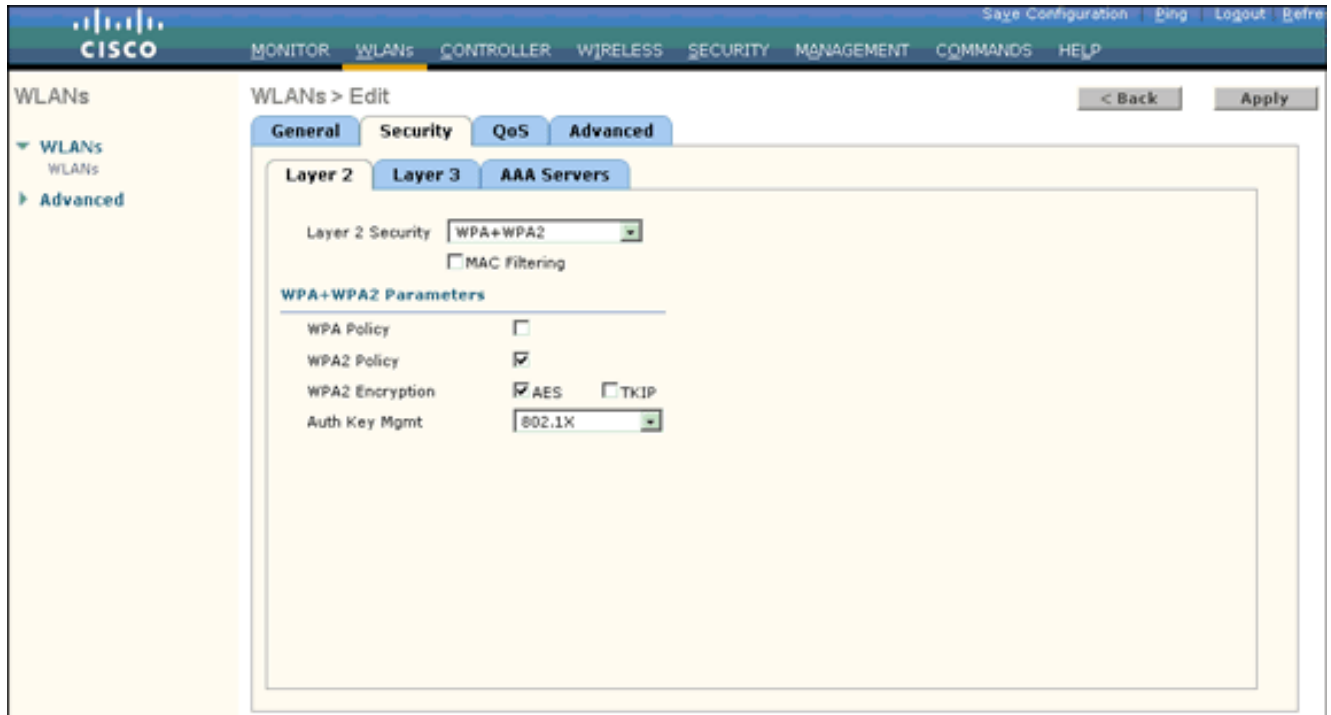 Save Configuration Ping Logout Refre
CISCO MONITOR WLANs CONTROLLER WIRELESS SECURITY MANAGEMENT COMMANDS HELP
WLANs
WLANs
WLANs
Advanced
WLANs > Edit
< Back Apply
General Security QoS Advanced
Layer 2 Layer 3 AAA Servers
Layer 2 Security WPA+WPA2
MAC Filtering
WPA+WPA2 Parameters
WPA Policy
WPA2 Policy
WPA2 Encryption AES TKIP
Auth Key Mgmt 802.1X